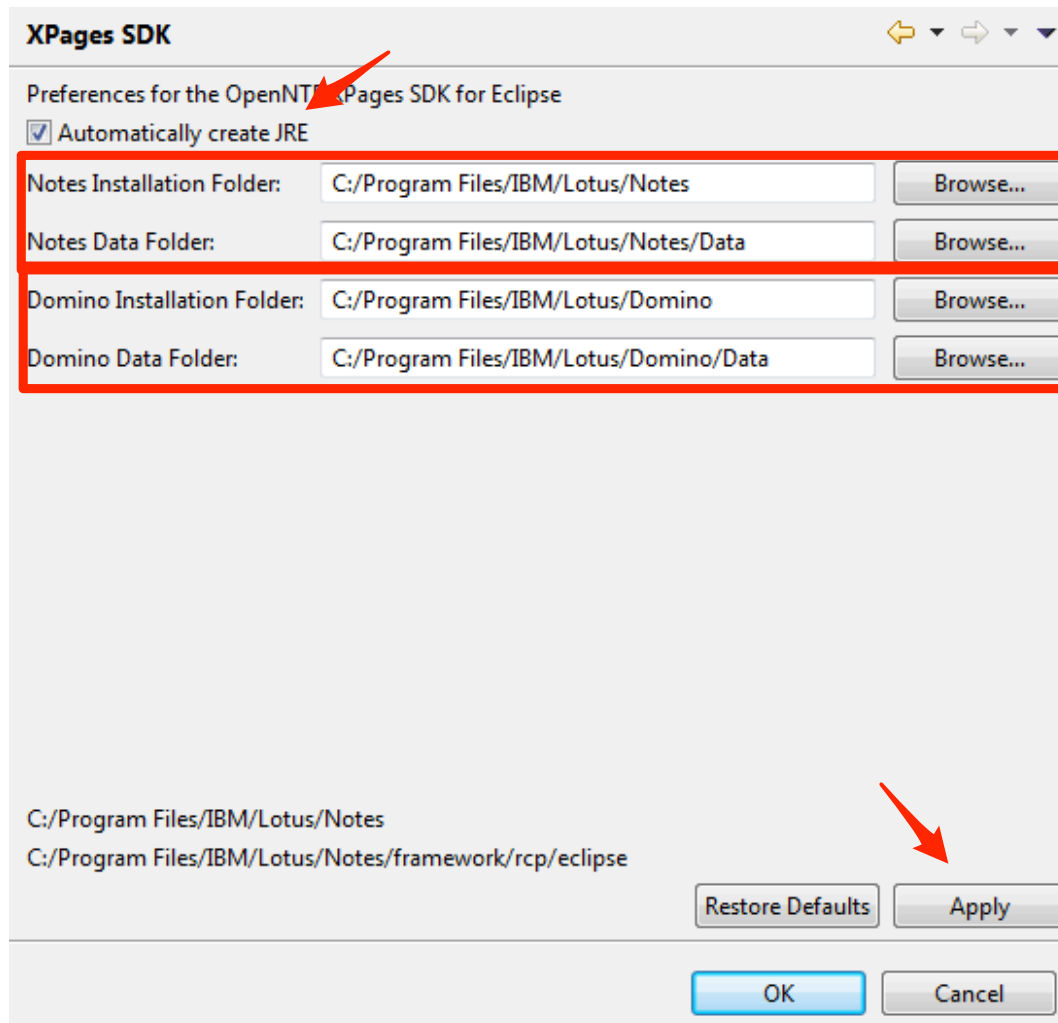 XPages SDK
Preferences for the OpenNTF XPages SDK for Eclipse
Automatically create JRE
Notes Installation Folder: C:/Program Files/IBM/Lotus/Notes Browse...
Notes Data Folder: C:/Program Files/IBM/Lotus/Notes/Data Browse...
Domino Installation Folder: C:/Program Files/IBM/Lotus/Domino Browse...
Domino Data Folder: C:/Program Files/IBM/Lotus/Domino/Data Browse...
C:/Program Files/IBM/Lotus/Notes
C:/Program Files/IBM/Lotus/Notes/framework/rcp/eclipse
Restore Defaults Apply
OK Cancel